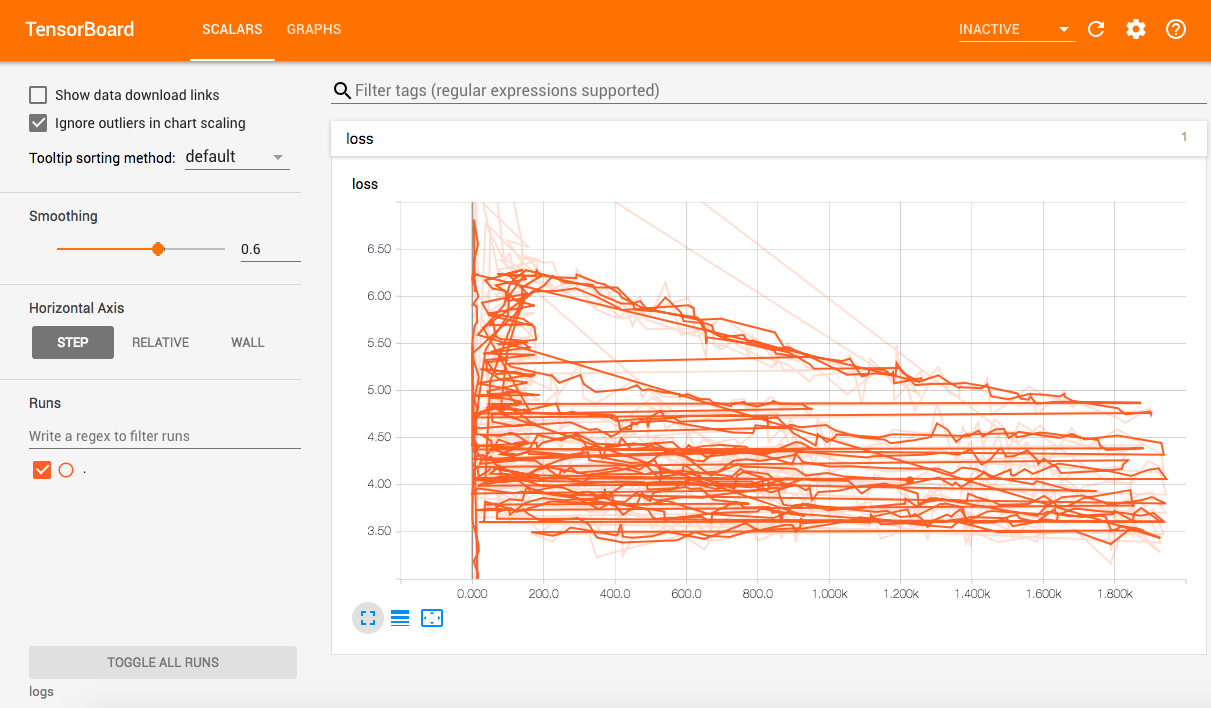 TensorBoard SCALARS GRAPHS INACTIVE
Show data download links
Ignore outliers in chart scaling
Tooltip sorting method: default
Smoothing
0.6
Horizontal Axis
STEP RELATIVE WALL
Runs
Write a regex to filter runs
.
TOGGLE ALL RUNS
logs
Filter tags (regular expressions supported)
loss 1
loss
6.50
6.00
5.50
5.00
4.50
4.00
3.50
0.000 200.0 400.0 600.0 800.0 1.000k 1.200k 1.400k 1.600k 1.800k